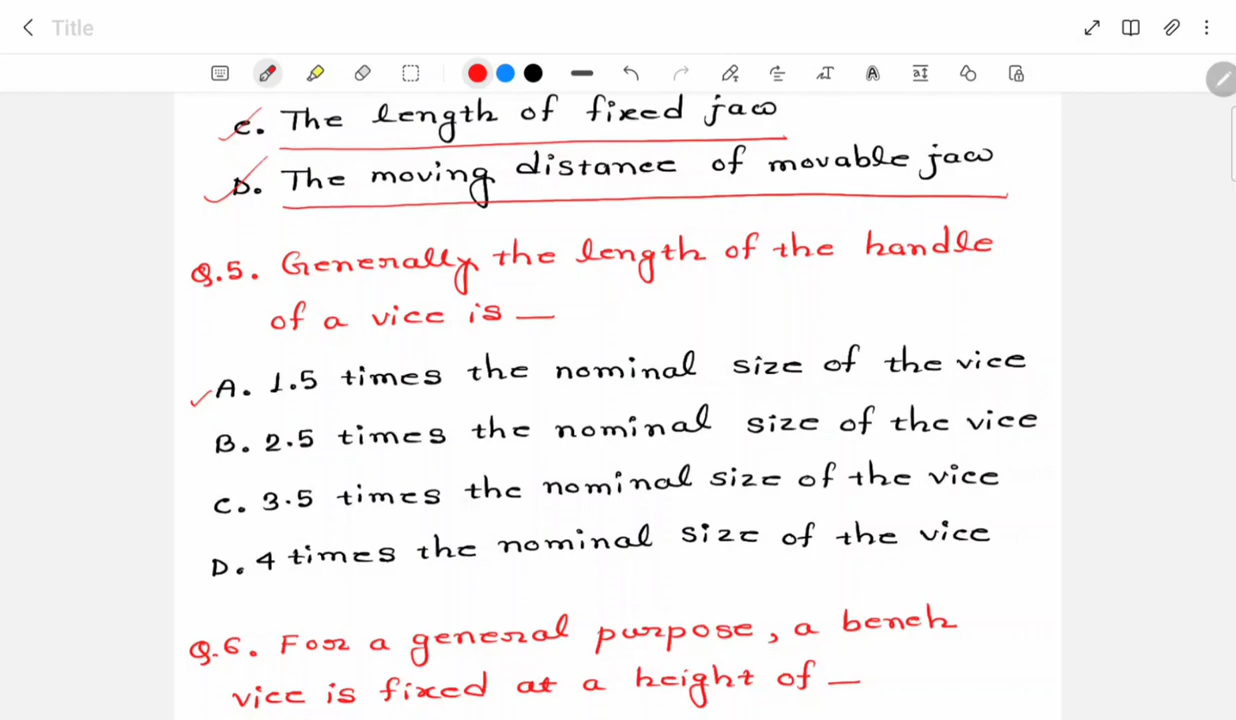 Title
C. The length of fixed jaw
D. The moving distance of movable jaw
Q.5. Generally the length of the handle
of a vice is —
A. 1.5 times the nominal size of the vice
B. 2.5 times the nominal size of the vice
C. 3.5 times the nominal size of the vice
D. 4 times the nominal size of the vice
Q.6. For a general purpose, a bench
vice is fixed at a height of —